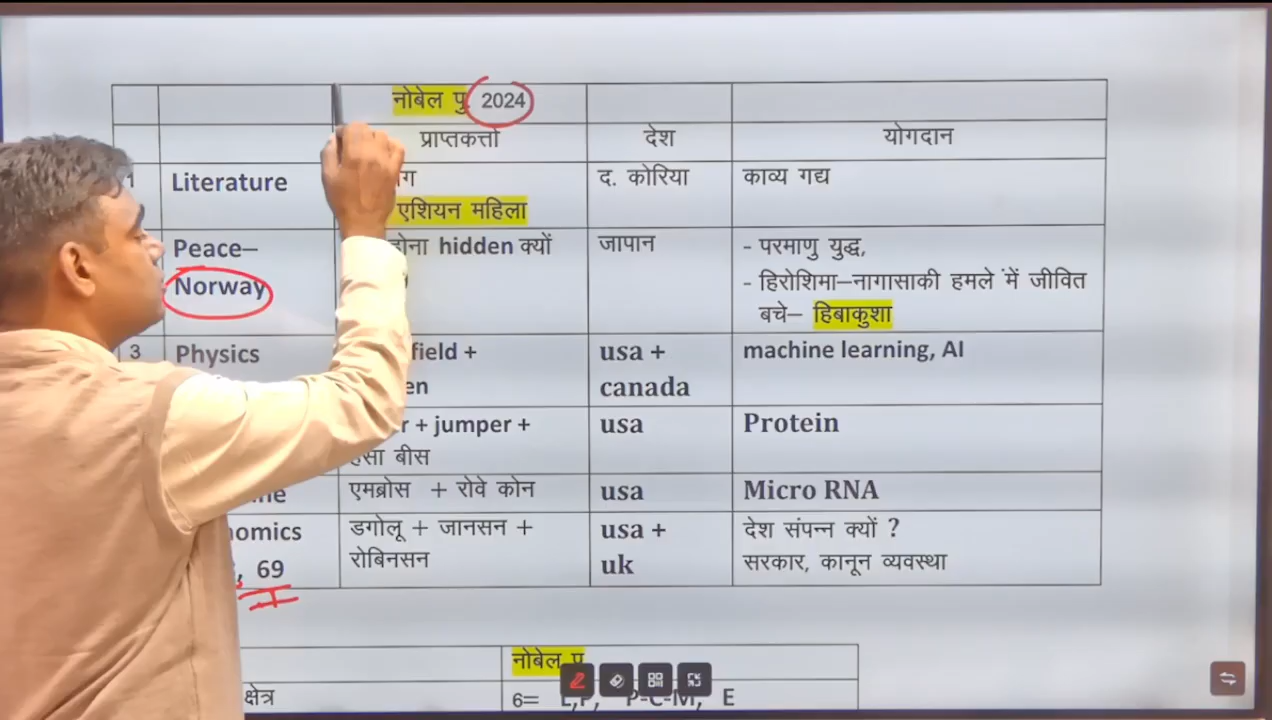 नोबेल पु 2024
प्राप्तकर्त्ता देश योगदान
1 Literature द. कोरिया काव्य गद्य
एशियन महिला
Peace– hidden क्यों जापान - परमाणु युद्ध,
Norway - हिरोशिमा–नागासाकी हमले में जीवित
बचे– हिबाकुशा
3 Physics field + usa + machine learning, AI
canada
+ jumper + usa Protein
बीस
एमब्रोस + रोवे कोन usa Micro RNA
omics डगोलू + जानसन + usa + देश संपन्न क्यों ?
, 69 रोबिनसन uk सरकार, कानून व्यवस्था
नोबेल पु
क्षेत्र 6= L,P, P-C-M, E